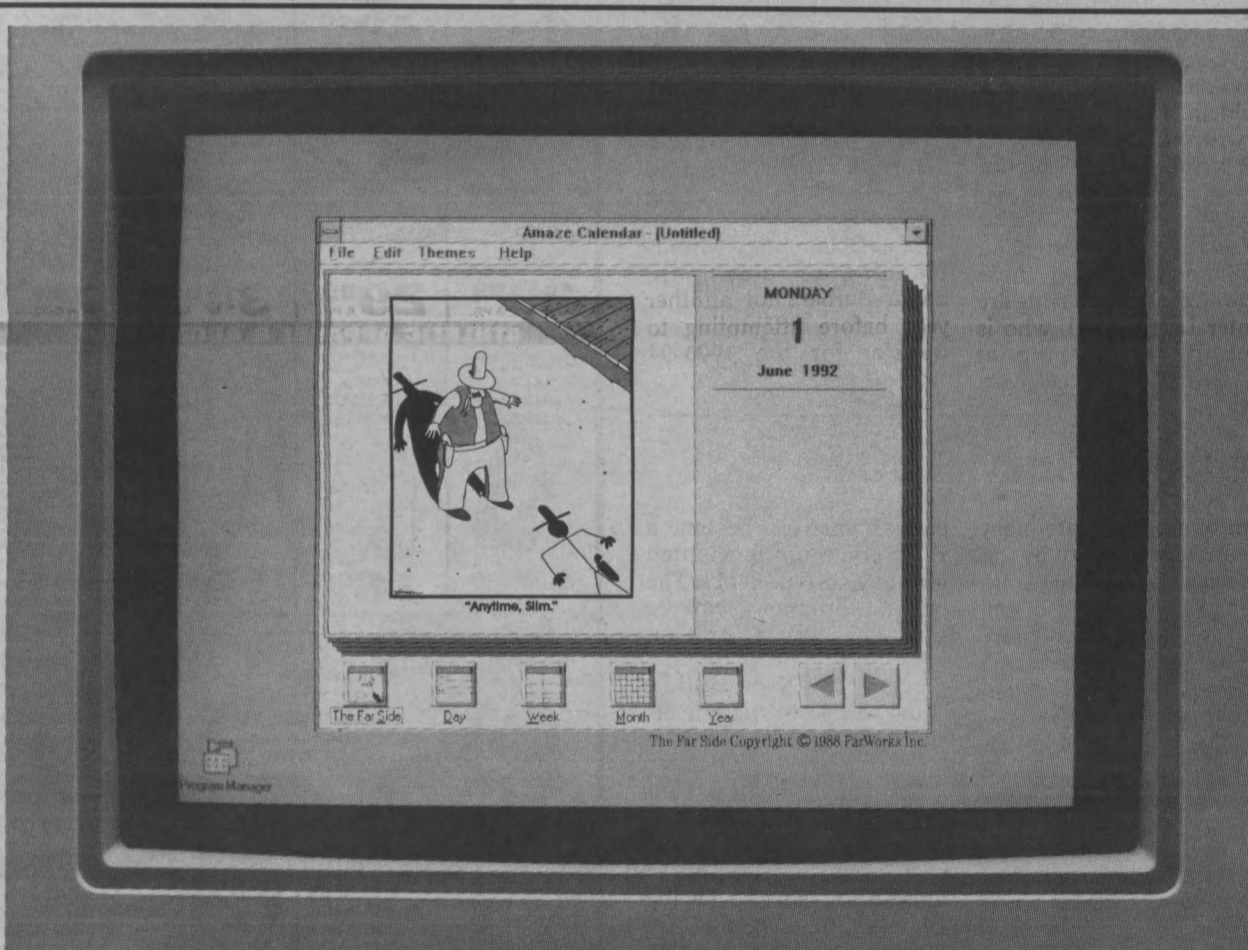 Amaze Calendar - (Untitled)
File Edit Themes Help
MONDAY
1
June 1992
"Anytime, Slim."
The Far Side Day Week Month Year
The Far Side Copyright © 1988 FarWorks Inc.
Program Manager